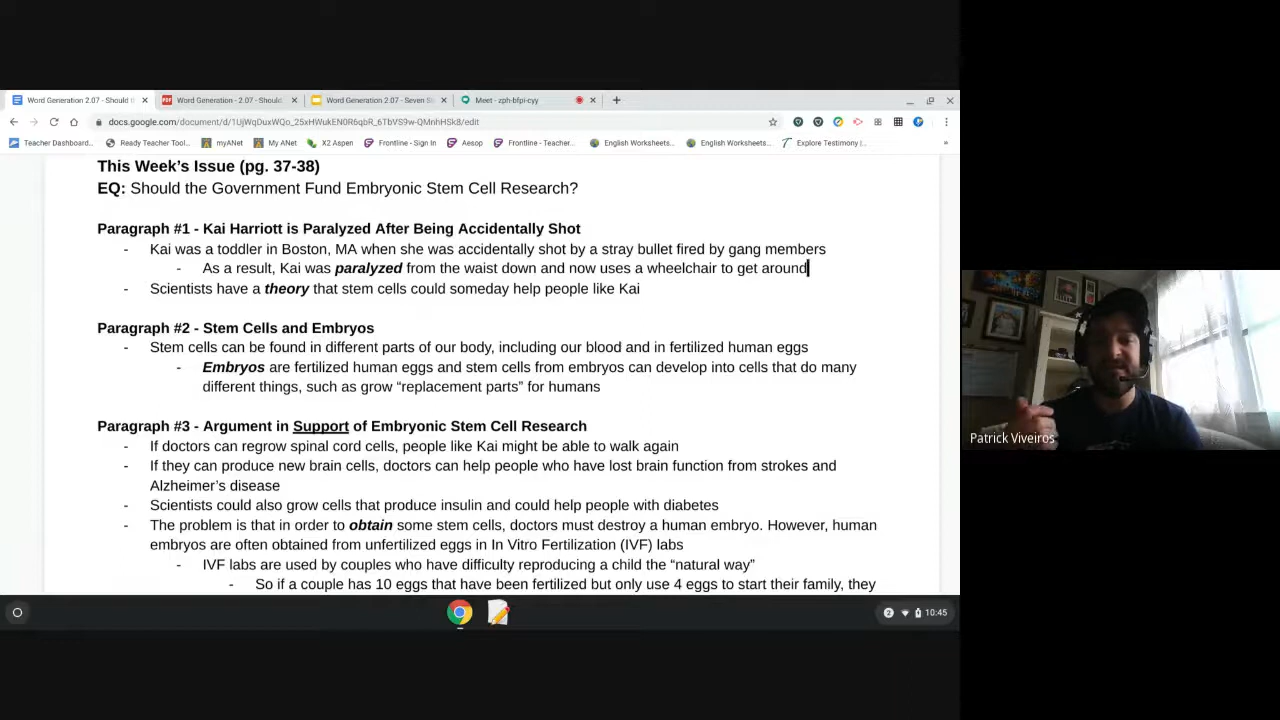 Word Generation 2.07 - Should t
Word Generation - 2.07 - Should
Word Generation 2.07 - Seven S
Meet - zph-bfpi-cyy
docs.google.com/document/d/1UjWqDuxWQo_25xHWukEN0R6qbR_6TbVS9w-QMnhHSk8/edit
Teacher Dashboard... Ready Teacher Tool... myANet My ANet X2 Aspen Frontline - Sign In Aesop Frontline - Teacher... English Worksheets... English Worksheets... Explore Testimony |...
This Week's Issue (pg. 37-38)
EQ: Should the Government Fund Embryonic Stem Cell Research?
Paragraph #1 - Kai Harriott is Paralyzed After Being Accidentally Shot
- Kai was a toddler in Boston, MA when she was accidentally shot by a stray bullet fired by gang members
- As a result, Kai was paralyzed from the waist down and now uses a wheelchair to get around
- Scientists have a theory that stem cells could someday help people like Kai
Paragraph #2 - Stem Cells and Embryos
- Stem cells can be found in different parts of our body, including our blood and in fertilized human eggs
- Embryos are fertilized human eggs and stem cells from embryos can develop into cells that do many
different things, such as grow “replacement parts” for humans
Paragraph #3 - Argument in Support of Embryonic Stem Cell Research
- If doctors can regrow spinal cord cells, people like Kai might be able to walk again
- If they can produce new brain cells, doctors can help people who have lost brain function from strokes and
Alzheimer's disease
- Scientists could also grow cells that produce insulin and could help people with diabetes
- The problem is that in order to obtain some stem cells, doctors must destroy a human embryo. However, human
embryos are often obtained from unfertilized eggs in In Vitro Fertilization (IVF) labs
- IVF labs are used by couples who have difficulty reproducing a child the “natural way”
- So if a couple has 10 eggs that have been fertilized but only use 4 eggs to start their family, they
2 10:45
Patrick Viveiros